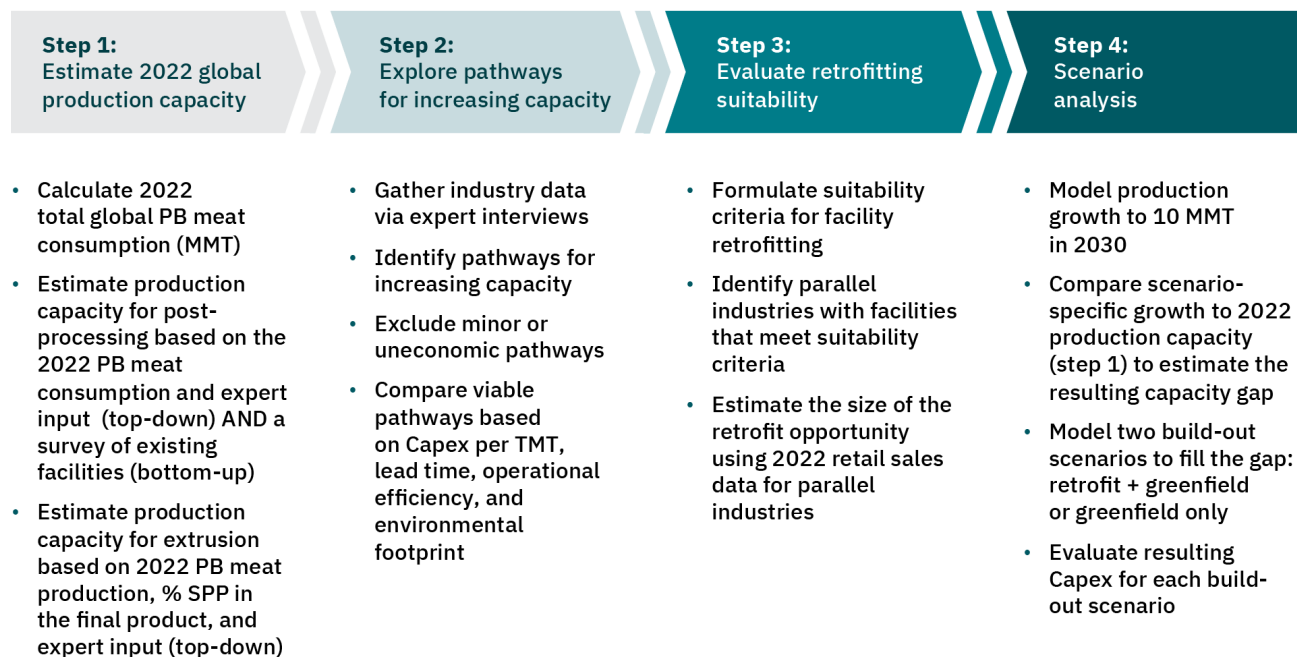 Step 1:
Estimate 2022 global
production capacity
Step 2:
Explore pathways
for increasing capacity
Step 3:
Evaluate retrofitting
suitability
Step 4:
Scenario
analysis
• Calculate 2022
total global PB meat
consumption (MMT)
• Estimate production
capacity for post-
processing based on the
2022 PB meat
consumption and expert
input (top-down) AND a
survey of existing
facilities (bottom-up)
• Estimate production
capacity for extrusion
based on 2022 PB meat
production, % SPP in
the final product, and
expert input (top-down)
• Gather industry data
via expert interviews
• Identify pathways for
increasing capacity
• Exclude minor or
uneconomic pathways
• Compare viable
pathways based
on Capex per TMT,
lead time, operational
efficiency, and
environmental
footprint
• Formulate suitability
criteria for facility
retrofitting
• Identify parallel
industries with facilities
that meet suitability
criteria
• Estimate the size of the
retrofit opportunity
using 2022 retail sales
data for parallel
industries
• Model production
growth to 10 MMT
in 2030
• Compare scenario-
specific growth to 2022
production capacity
(step 1) to estimate the
resulting capacity gap
• Model two build-out
scenarios to fill the gap:
retrofit + greenfield
or greenfield only
• Evaluate resulting
Capex for each build-
out scenario